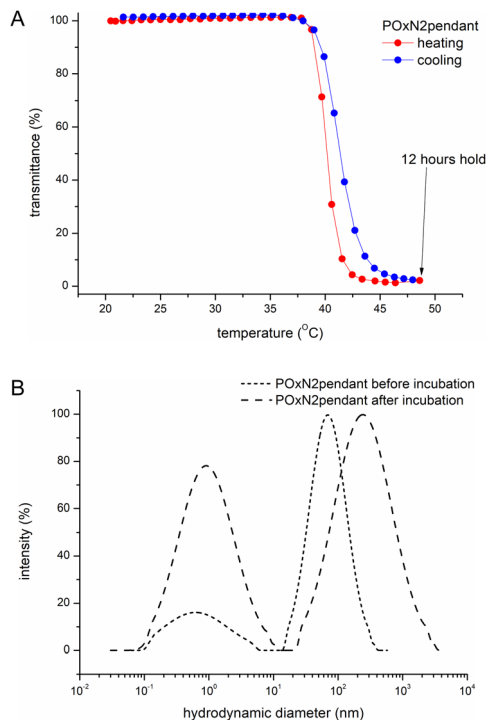 A
POxN2pendant
heating
cooling
12 hours hold
100
80
60
40
20
0
transmittance (%)
20 25 30 35 40 45 50
temperature (°C)
B
POxN2pendant before incubation
POxN2pendant after incubation
100
80
60
40
20
0
intensity (%)
10⁻² 10⁻¹ 10⁰ 10¹ 10² 10³ 10⁴
hydrodynamic diameter (nm)